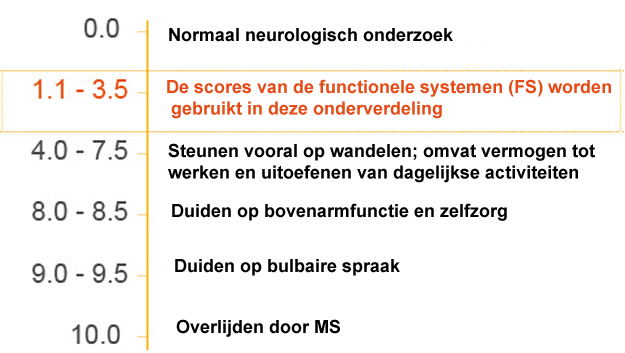 0.0 Normaal neurologisch onderzoek
1.1 - 3.5 De scores van de functionele systemen (FS) worden
gebruikt in deze onderverdeling
4.0 - 7.5 Steunen vooral op wandelen; omvat vermogen tot
werken en uitoefenen van dagelijkse activiteiten
8.0 - 8.5 Duiden op bovenarmfunctie en zelfzorg
9.0 - 9.5 Duiden op bulbaire spraak
10.0 Overlijden door MS